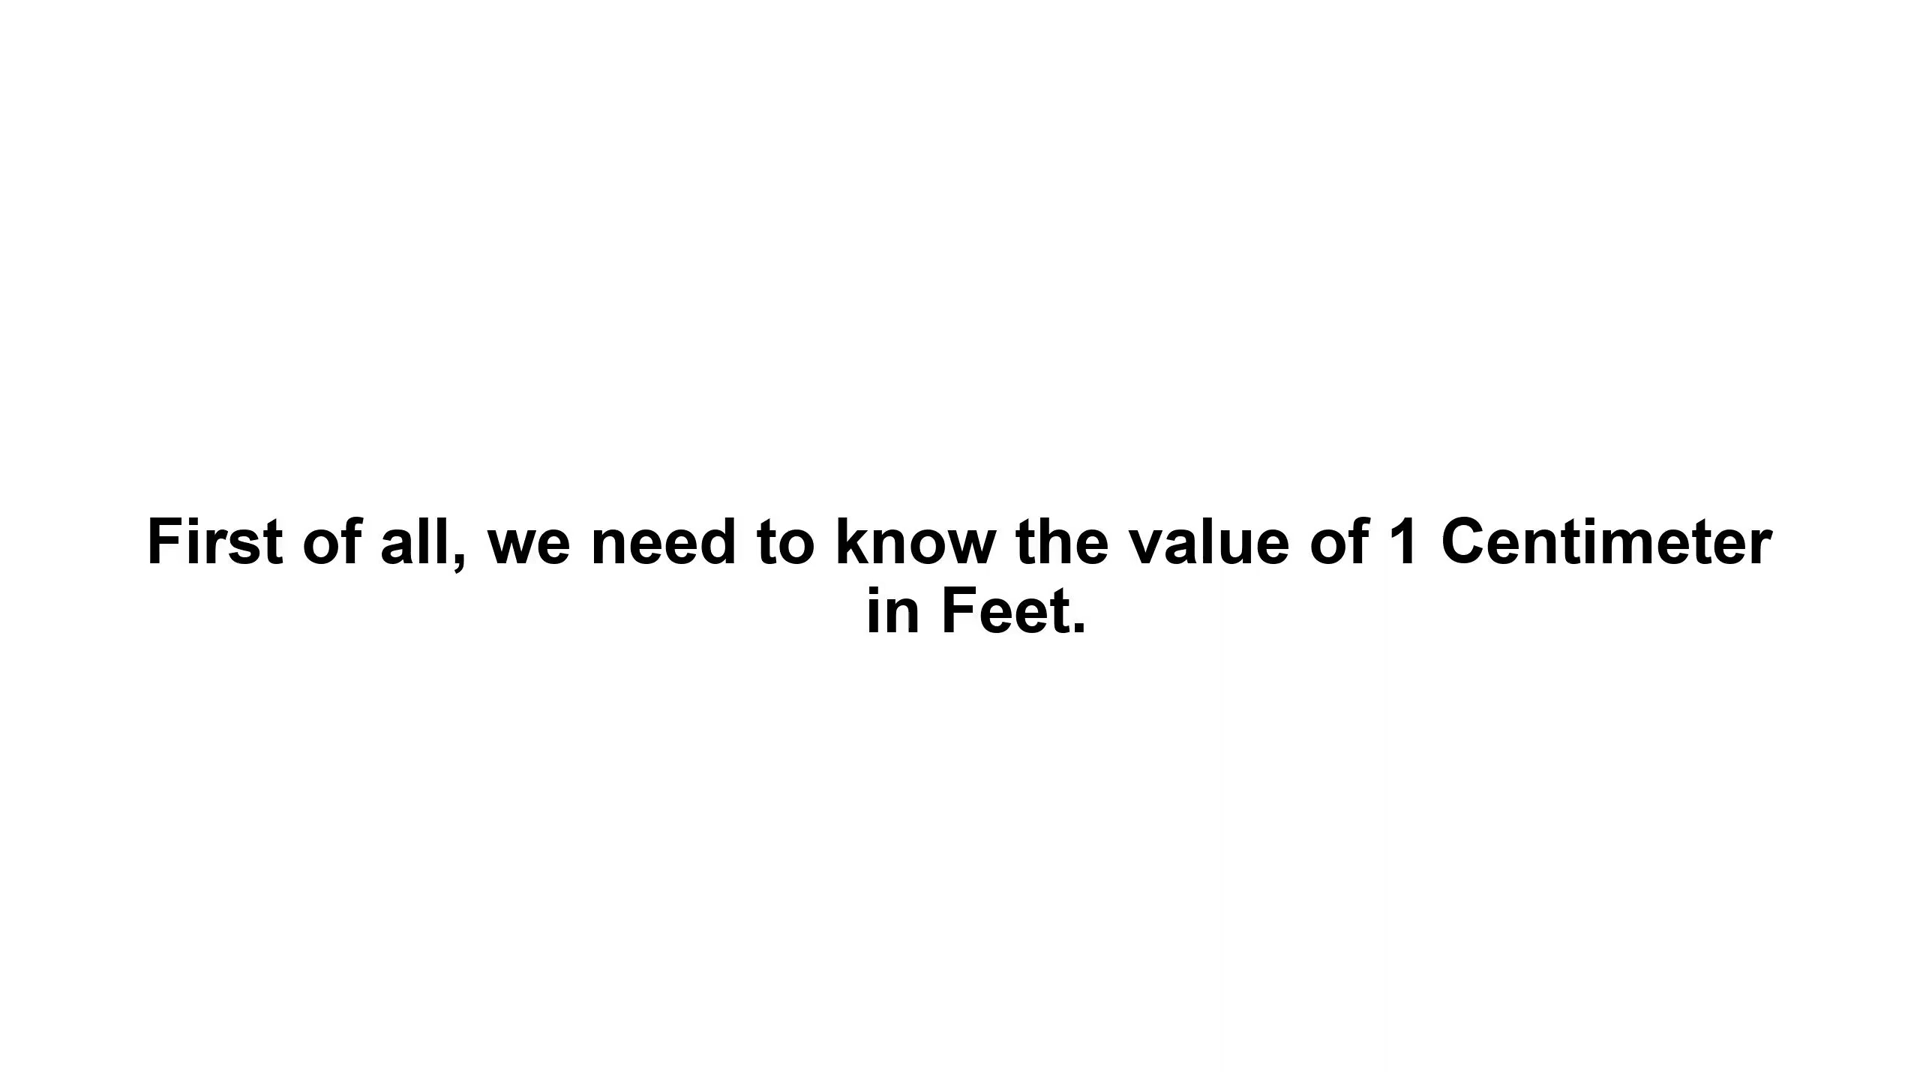 First of all, we need to know the value of 1 Centimeter
in Feet.